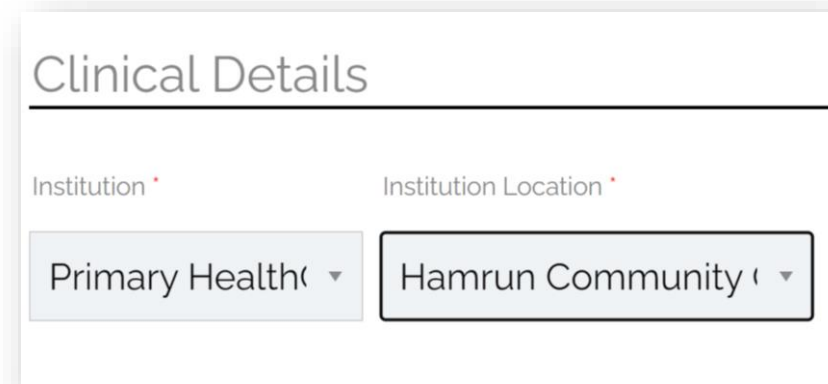 Clinical Details
Institution * Institution Location *
Primary Health Hamrun Community